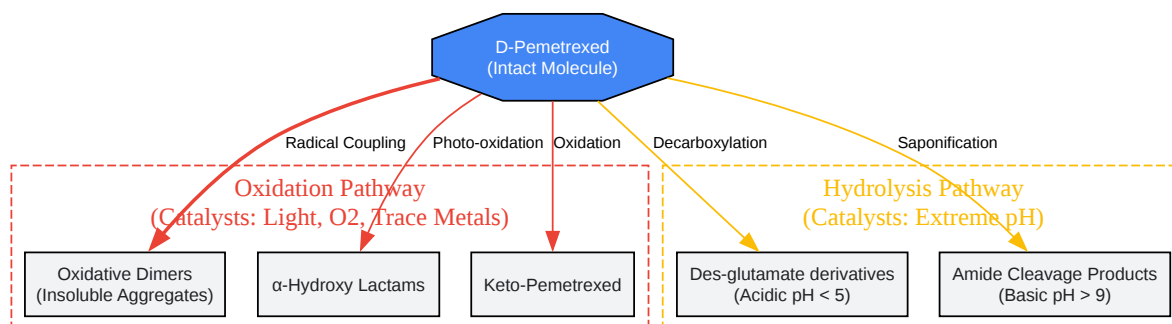 D-Pemetrexed
(Intact Molecule)
Radical Coupling
Photo-oxidation
Oxidation
Decarboxylation
Saponification
Oxidation Pathway
(Catalysts: Light, O2, Trace Metals)
Hydrolysis Pathway
(Catalysts: Extreme pH)
Oxidative Dimers
(Insoluble Aggregates)
α-Hydroxy Lactams
Keto-Pemetrexed
Des-glutamate derivatives
(Acidic pH < 5)
Amide Cleavage Products
(Basic pH > 9)